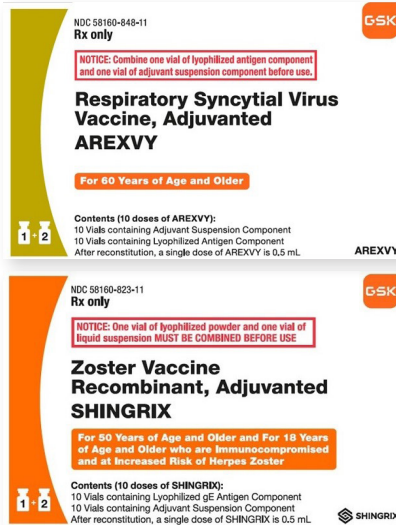 NDC 58160-848-11
GSK
Rx only
NOTICE: Combine one vial of lyophilized antigen component
and one vial of adjuvant suspension component before use.
Respiratory Syncytial Virus
Vaccine, Adjuvanted
AREXVY
For 60 Years of Age and Older
Contents (10 doses of AREXVY):
10 Vials containing Adjuvant Suspension Component
10 Vials containing Lyophilized Antigen Component
After reconstitution, a single dose of AREXVY is 0.5 mL
1 + 2
AREXVY
NDC 58160-823-11
GSK
Rx only
NOTICE: One vial of lyophilized powder and one vial of
liquid suspension MUST BE COMBINED BEFORE USE
Zoster Vaccine
Recombinant, Adjuvanted
SHINGRIX
For 50 Years of Age and Older and For 18 Years
of Age and Older who are Immunocompromised
and at Increased Risk of Herpes Zoster
Contents (10 doses of SHINGRIX):
10 Vials containing Lyophilized gE Antigen Component
10 Vials containing Adjuvant Suspension Component
After reconstitution, a single dose of SHINGRIX is 0.5 mL
1 + 2
SHINGRIX